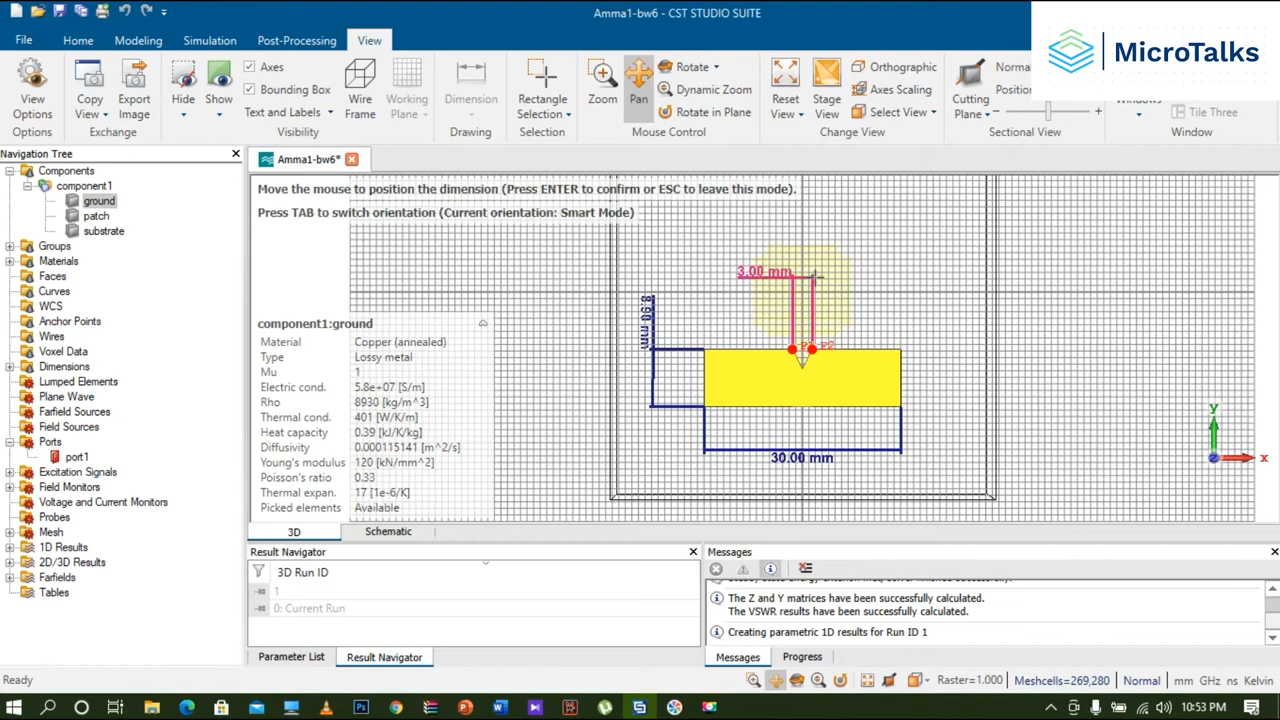 Amma1-bw6 - CST STUDIO SUITE
MicroTalks
File Home Modeling Simulation Post-Processing View
View Options
Options
Copy View
Export Image
Exchange
Hide
Show
Axes
Bounding Box
Text and Labels
Visibility
Wire Frame
Working Plane
Dimension
Drawing
Rectangle Selection
Selection
Zoom
Pan
Rotate
Dynamic Zoom
Rotate in Plane
Mouse Control
Reset View
Stage View
Orthographic
Axes Scaling
Select View
Change View
Cutting Plane
Norma
Position
Sectional View
Windows
Tile Three
Window
Navigation Tree
Components
component1
ground
patch
substrate
Groups
Materials
Faces
Curves
WCS
Anchor Points
Wires
Voxel Data
Dimensions
Lumped Elements
Plane Wave
Farfield Sources
Field Sources
Ports
port1
Excitation Signals
Field Monitors
Voltage and Current Monitors
Probes
Mesh
1D Results
2D/3D Results
Farfields
Tables
Amma1-bw6*
Move the mouse to position the dimension (Press ENTER to confirm or ESC to leave this mode).
Press TAB to switch orientation (Current orientation: Smart Mode)
3.00 mm
P2
30.00 mm
y
x
component1:ground
Material Copper (annealed)
Type Lossy metal
Mu 1
Electric cond. 5.8e+07 [S/m]
Rho 8930 [kg/m^3]
Thermal cond. 401 [W/K/m]
Heat capacity 0.39 [kJ/K/kg]
Diffusivity 0.000115141 [m^2/s]
Young's modulus 120 [kN/mm^2]
Poisson's ratio 0.33
Thermal expan. 17 [1e-6/K]
Picked elements Available
3D Schematic
Result Navigator
3D Run ID
1
0: Current Run
Parameter List Result Navigator
Messages
The Z and Y matrices have been successfully calculated.
The VSWR results have been successfully calculated.
Creating parametric 1D results for Run ID 1
Messages Progress
Ready
Raster=1.000 Meshcells=269,280 Normal mm GHz ns Kelvin
10:53 PM